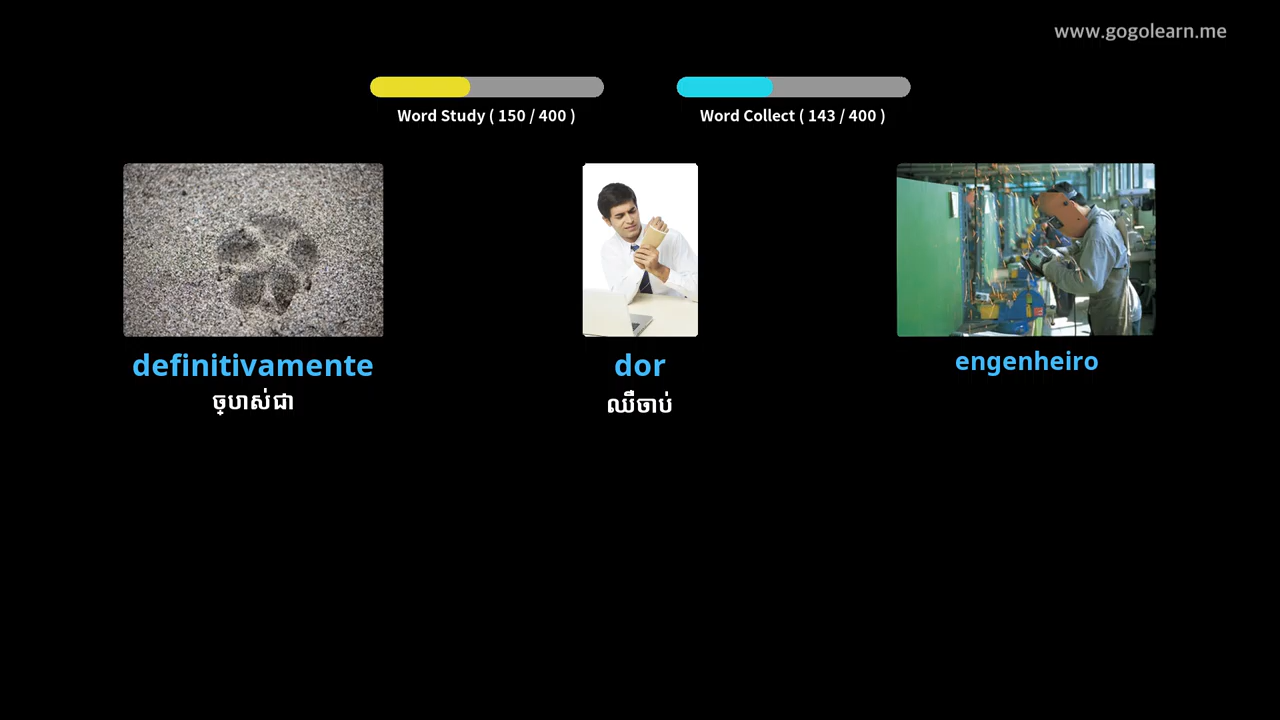 www.gogolearn.me
Word Study ( 150 / 400 )
Word Collect ( 143 / 400 )
definitivamente
ច្បាស់ជា
dor
ឈឺចាប់
engenheiro